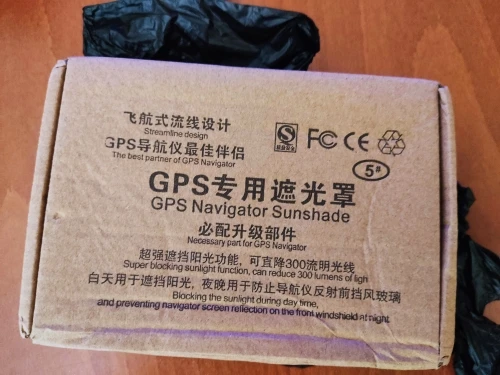 飞航式流线设计
Streamline design
GPS导航仪最佳伴侣
The best partner of GPS Navigator
FC CE
5#
GPS专用遮光罩
GPS Navigator Sunshade
必配升级部件
Necessary part for GPS Navigator
超强遮挡阳光功能，可直降300流明光线
Super blocking sunlight function, can reduce 300 lumens of ligh
白天用于遮挡阳光，夜晚用于防止导航仪反射前挡风玻璃
Blocking the sunlight during day time,
and preventing navigator screen reflection on the front windshield at night